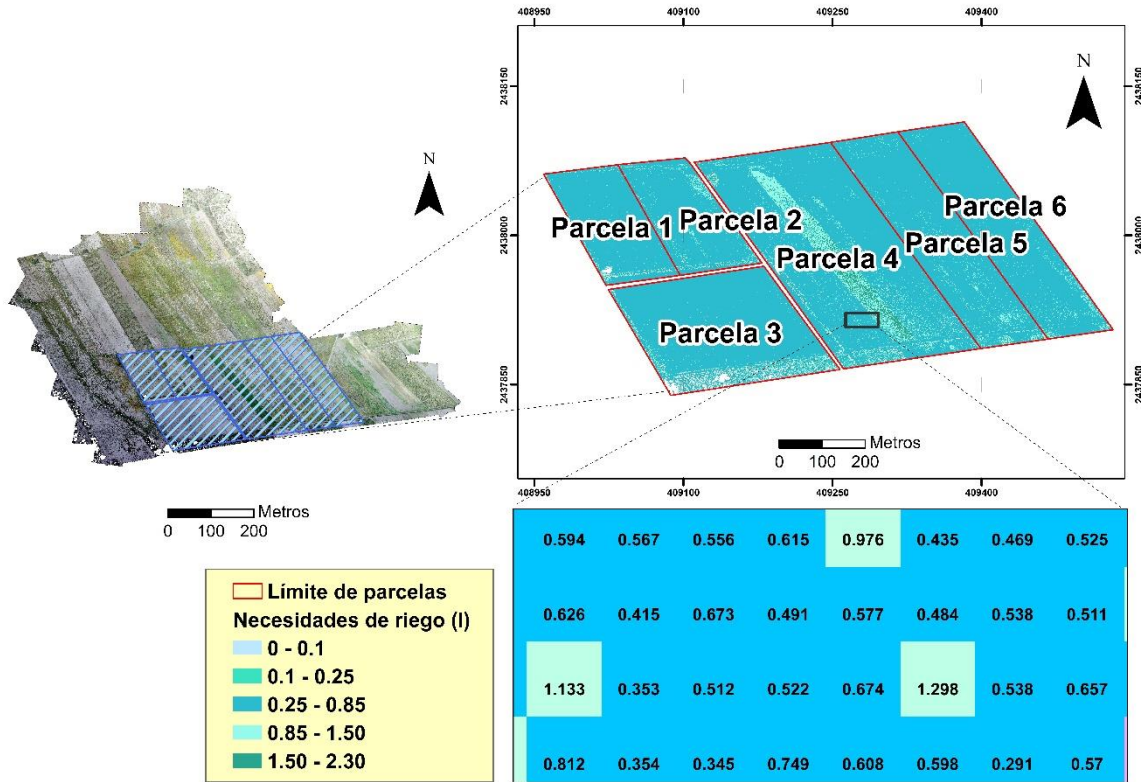 408950 409100 409250 409400
N
N
2438150
2438150
Parcela 1
Parcela 2
Parcela 6
2438000
2438000
Parcela 4
Parcela 5
Parcela 3
2437850
2437850
Metros
0 100 200
Metros
0 100 200
408950 409100 409250 409400
0.594 0.567 0.556 0.615 0.976 0.435 0.469 0.525
0.626 0.415 0.673 0.491 0.577 0.484 0.538 0.511
1.133 0.353 0.512 0.522 0.674 1.298 0.538 0.657
0.812 0.354 0.345 0.749 0.608 0.598 0.291 0.57
Límite de parcelas
Necesidades de riego (l)
0 - 0.1
0.1 - 0.25
0.25 - 0.85
0.85 - 1.50
1.50 - 2.30